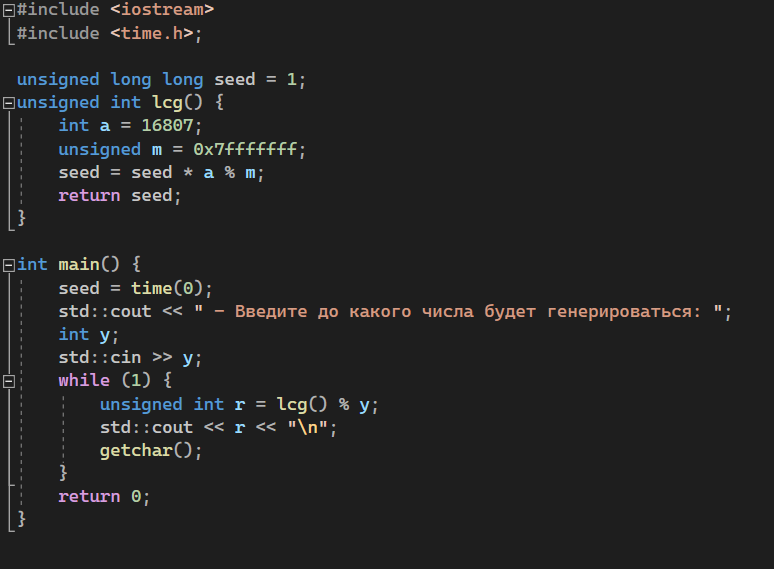 #include <iostream>
#include <time.h>;
unsigned long long seed = 1;
unsigned int lcg() {
int a = 16807;
unsigned m = 0x7fffffff;
seed = seed * a % m;
return seed;
}
int main() {
seed = time(0);
std::cout << " - Введите до какого числа будет генерироваться: ";
int y;
std::cin >> y;
while (1) {
unsigned int r = lcg() % y;
std::cout << r << "\n";
getchar();
}
return 0;
}